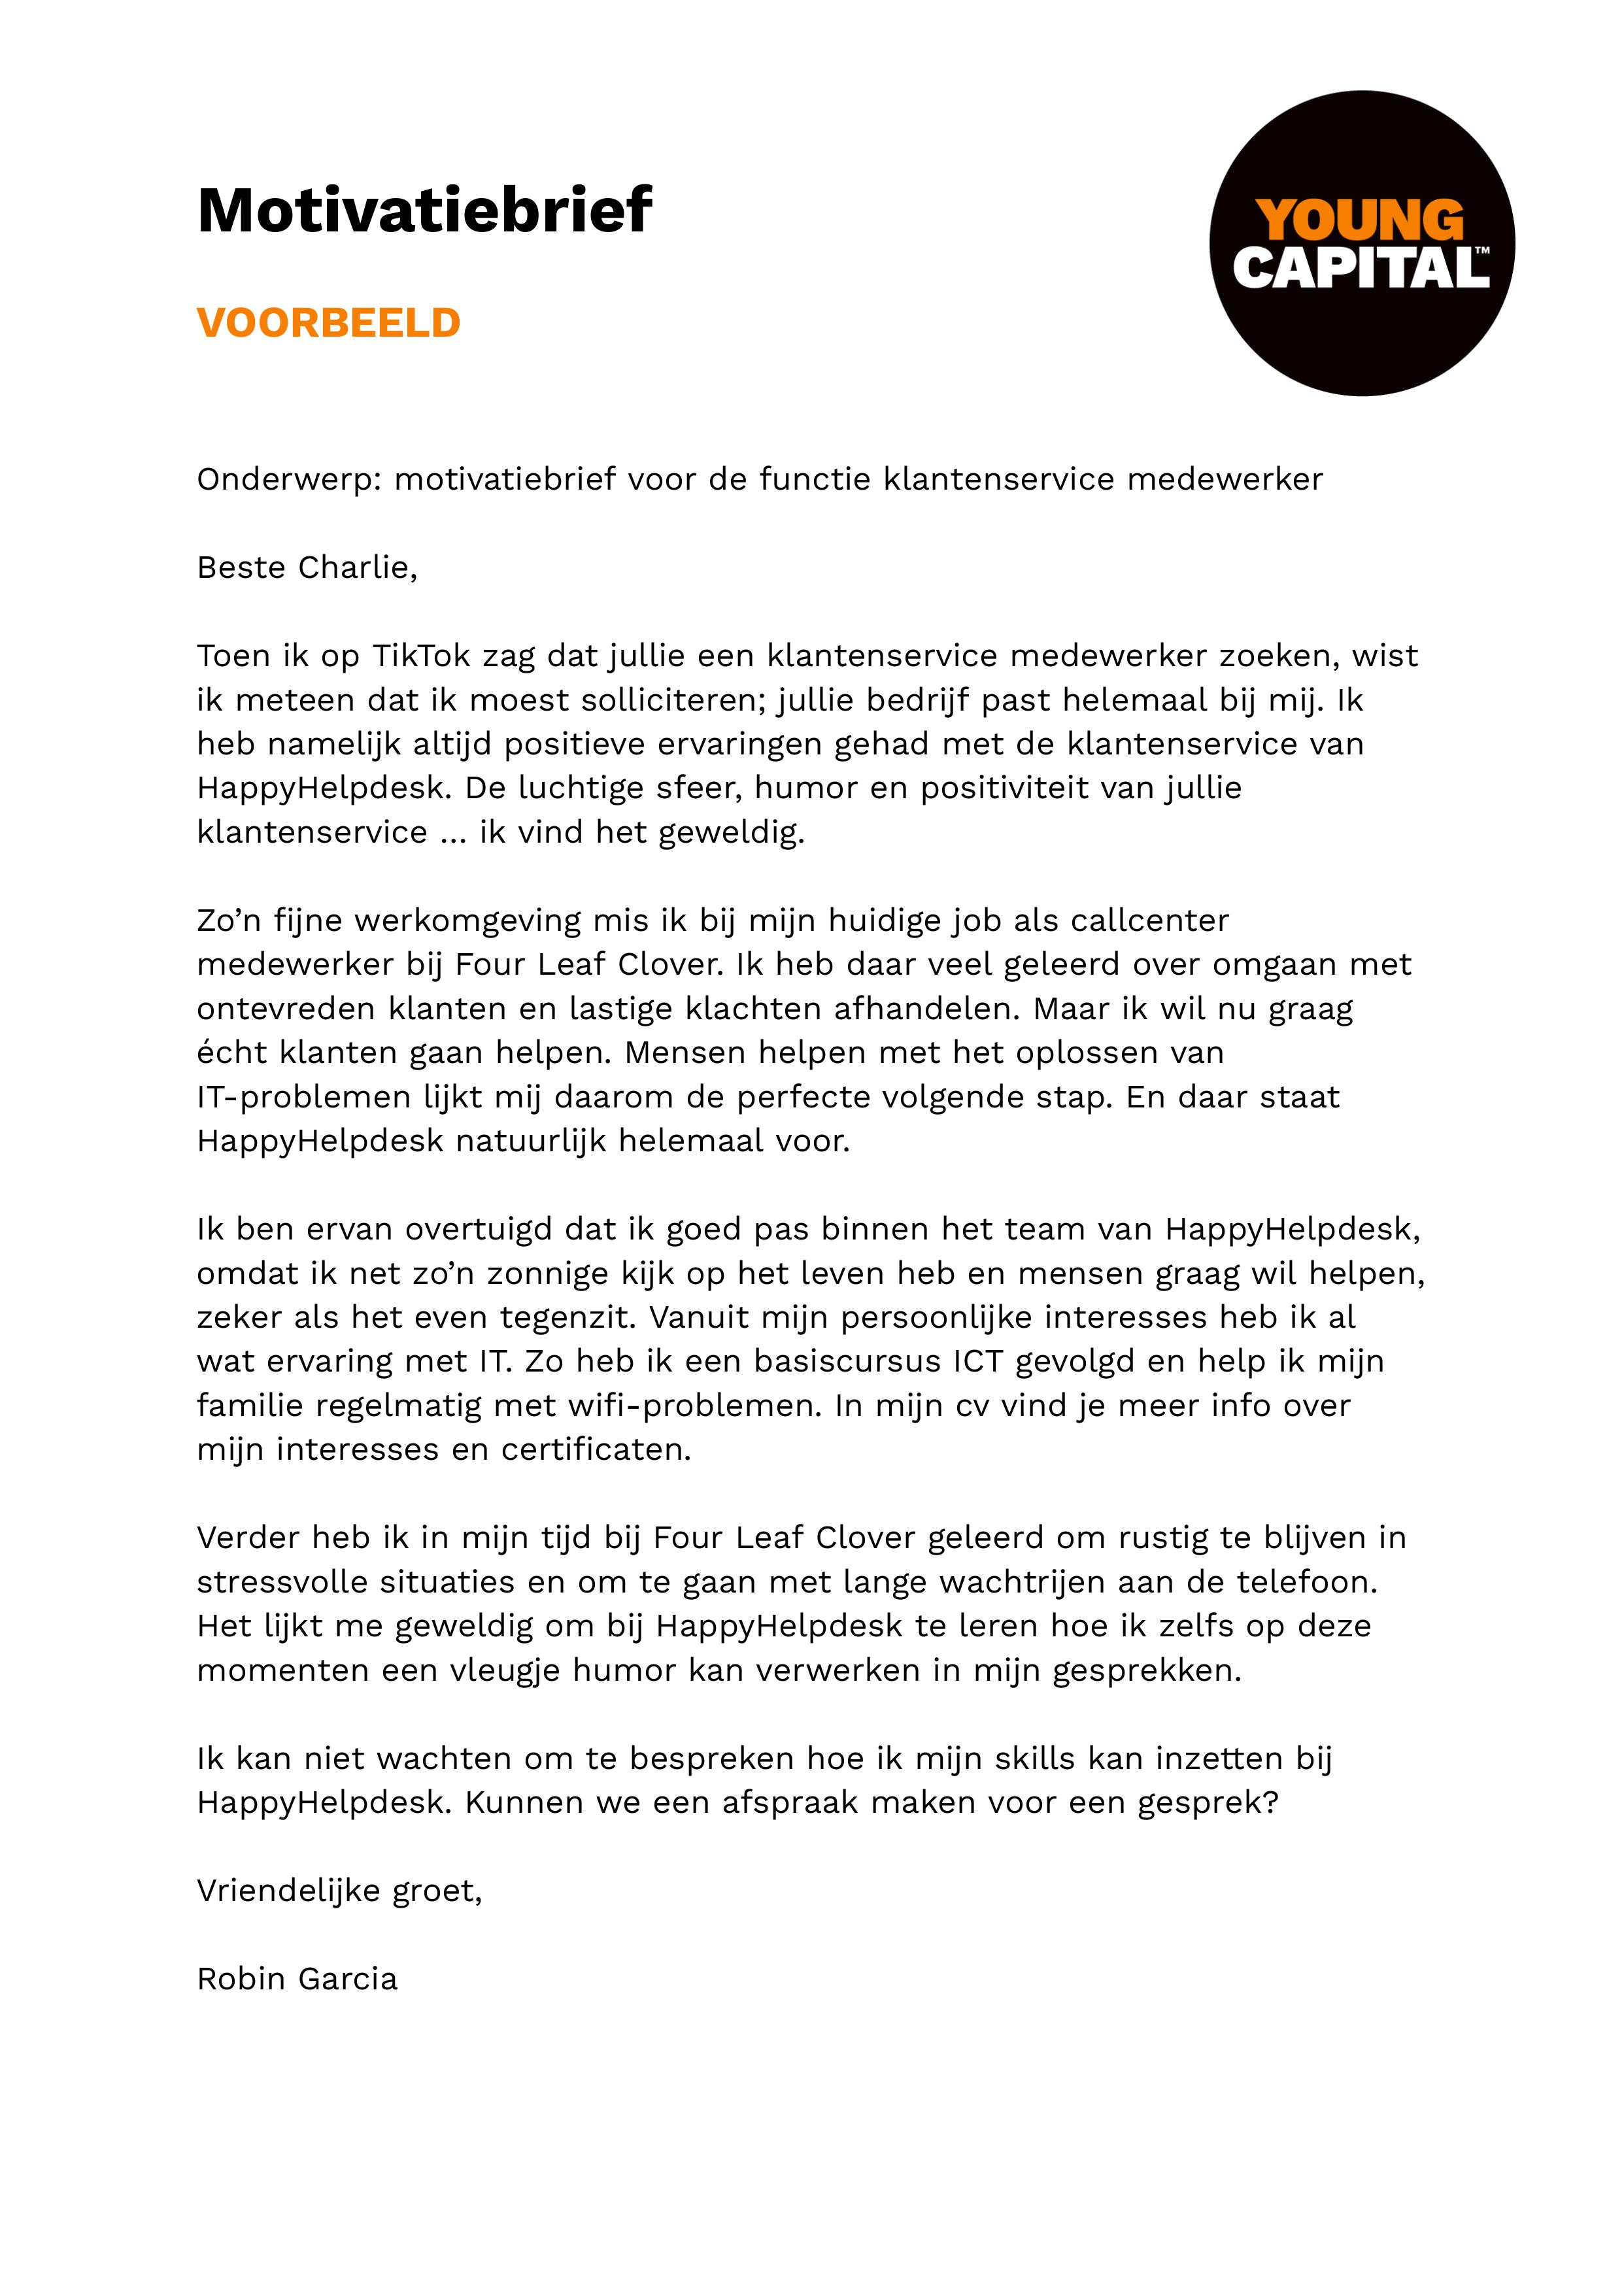 Motivatiebrief
YOUNG
CAPITAL™
VOORBEELD
Onderwerp: motivatiebrief voor de functie klantenservice medewerker
Beste Charlie,
Toen ik op TikTok zag dat jullie een klantenservice medewerker zoeken, wist
ik meteen dat ik moest solliciteren; jullie bedrijf past helemaal bij mij. Ik
heb namelijk altijd positieve ervaringen gehad met de klantenservice van
HappyHelpdesk. De luchtige sfeer, humor en positiviteit van jullie
klantenservice ... ik vind het geweldig.
Zo’n fijne werkomgeving mis ik bij mijn huidige job als callcenter
medewerker bij Four Leaf Clover. Ik heb daar veel geleerd over omgaan met
ontevreden klanten en lastige klachten afhandelen. Maar ik wil nu graag
écht klanten gaan helpen. Mensen helpen met het oplossen van
IT-problemen lijkt mij daarom de perfecte volgende stap. En daar staat
HappyHelpdesk natuurlijk helemaal voor.
Ik ben ervan overtuigd dat ik goed pas binnen het team van HappyHelpdesk,
omdat ik net zo’n zonnige kijk op het leven heb en mensen graag wil helpen,
zeker als het even tegenzit. Vanuit mijn persoonlijke interesses heb ik al
wat ervaring met IT. Zo heb ik een basiscursus ICT gevolgd en help ik mijn
familie regelmatig met wifi-problemen. In mijn cv vind je meer info over
mijn interesses en certificaten.
Verder heb ik in mijn tijd bij Four Leaf Clover geleerd om rustig te blijven in
stressvolle situaties en om te gaan met lange wachtrijen aan de telefoon.
Het lijkt me geweldig om bij HappyHelpdesk te leren hoe ik zelfs op deze
momenten een vleugje humor kan verwerken in mijn gesprekken.
Ik kan niet wachten om te bespreken hoe ik mijn skills kan inzetten bij
HappyHelpdesk. Kunnen we een afspraak maken voor een gesprek?
Vriendelijke groet,
Robin Garcia